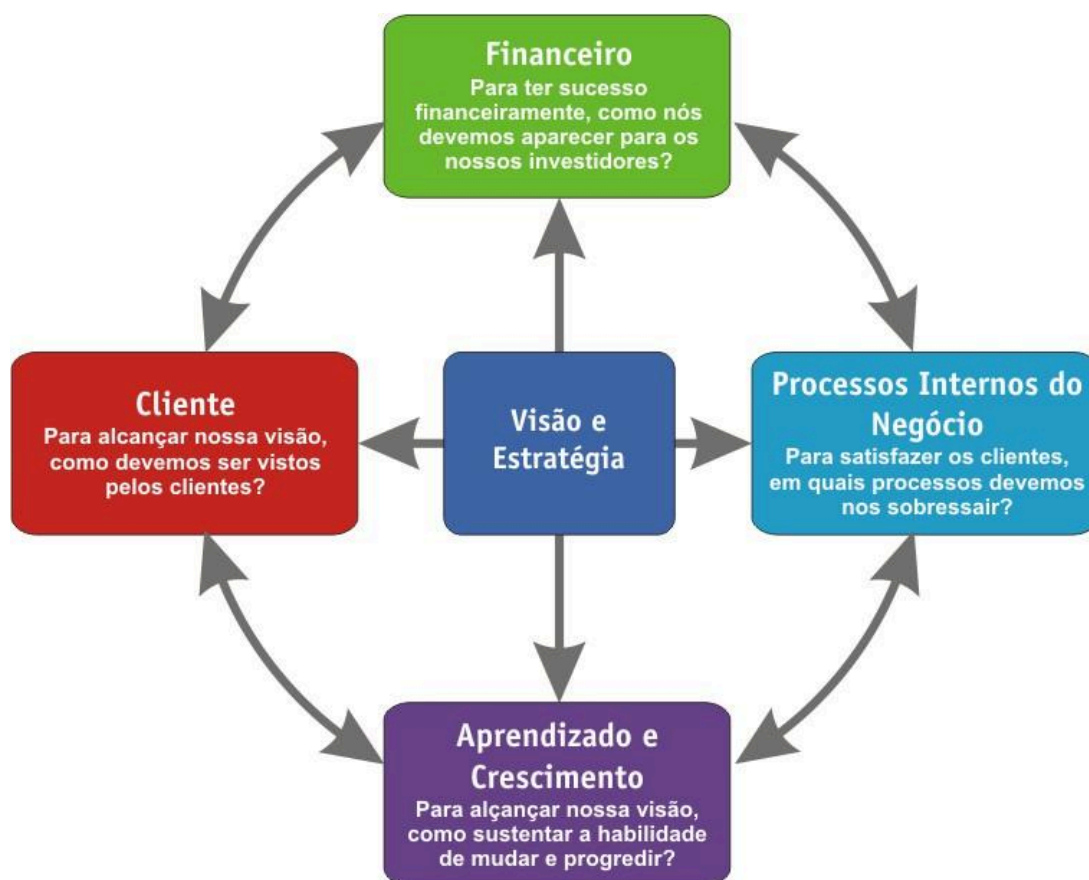 Financeiro
Para ter sucesso
financeiramente, como nós
devemos aparecer para os
nossos investidores?
Cliente
Para alcançar nossa visão,
como devemos ser vistos
pelos clientes?
Visão e
Estratégia
Processos Internos do
Negócio
Para satisfazer os clientes,
em quais processos devemos
nos sobressair?
Aprendizado e
Crescimento
Para alçançar nossa visão,
como sustentar a habilidade
de mudar e progredir?